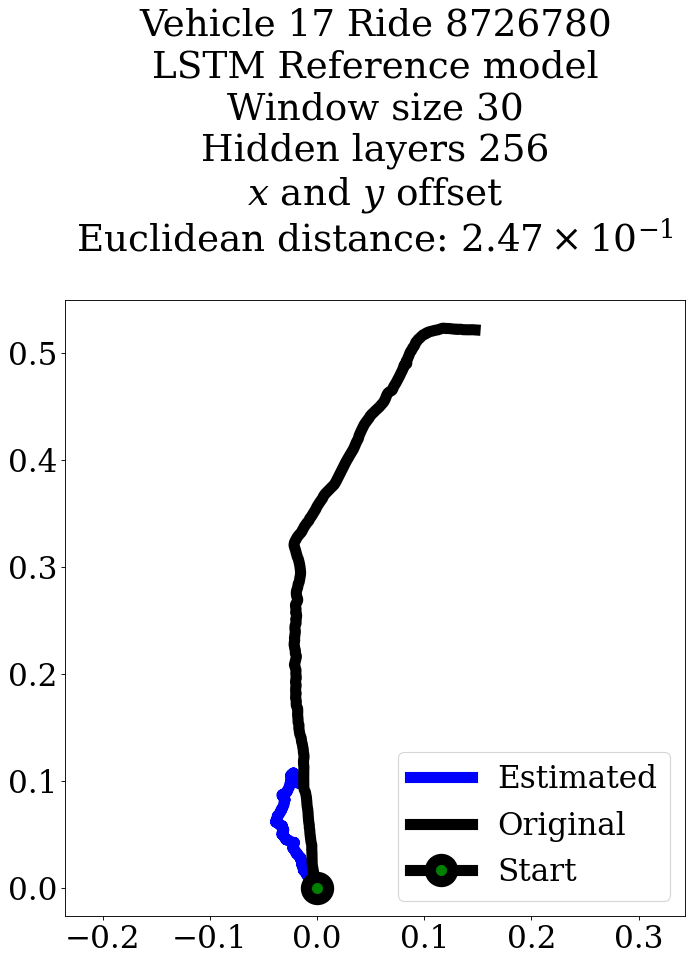 Vehicle 17 Ride 8726780
LSTM Reference model
Window size 30
Hidden layers 256
x and y offset
Euclidean distance: 2.47 × 10⁻¹
0.5
0.4
0.3
0.2
0.1
0.0
Estimated
Original
Start
−0.2 −0.1 0.0 0.1 0.2 0.3